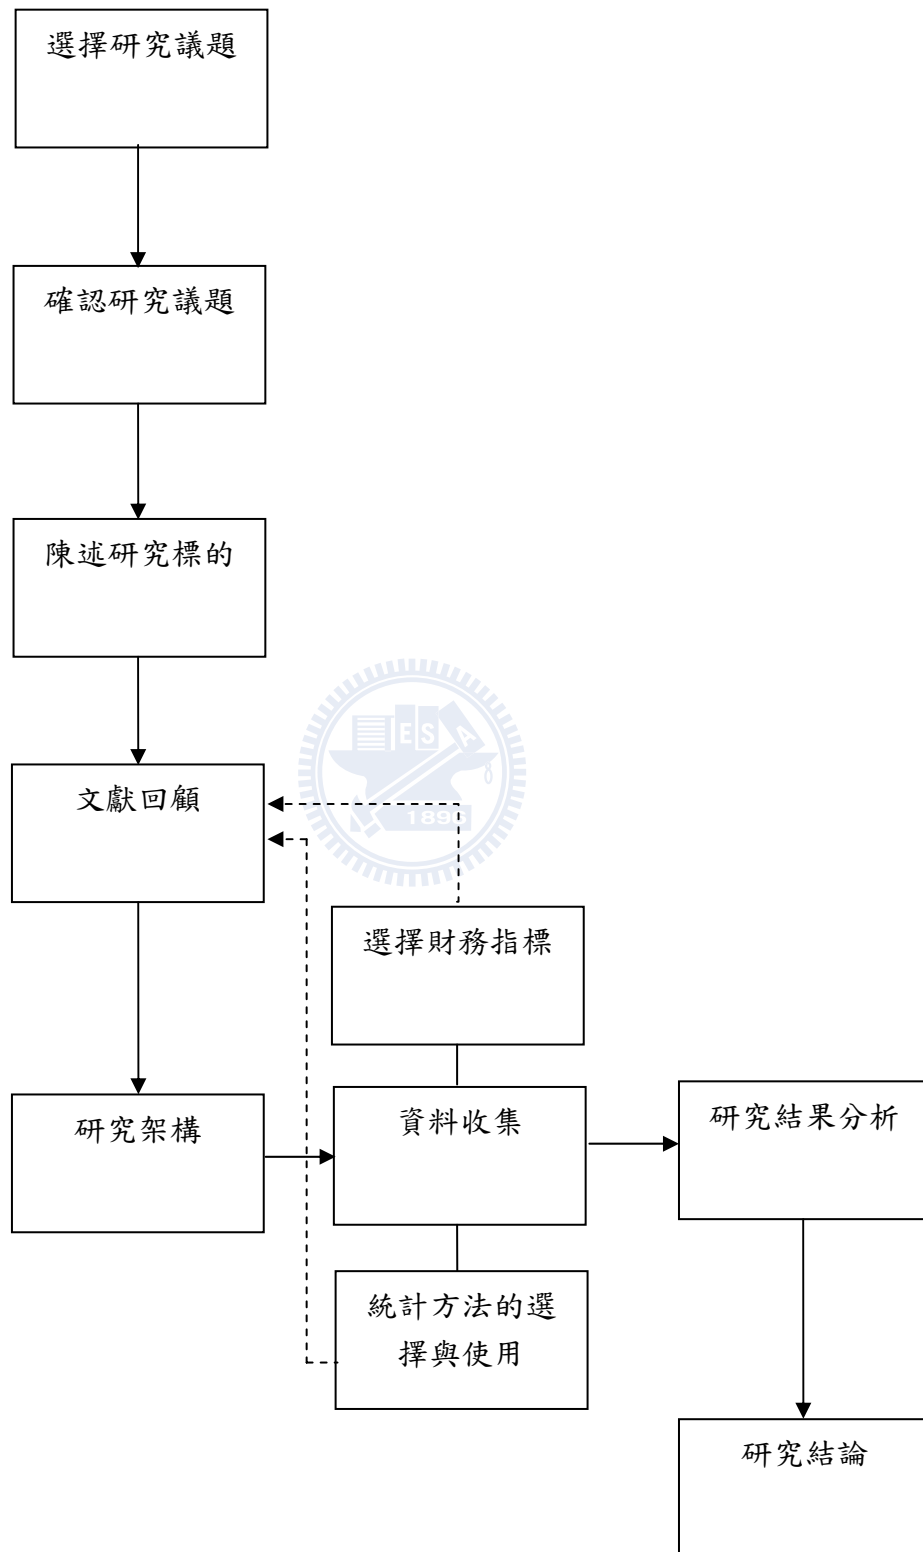 選擇研究議題
確認研究議題
陳述研究標的
ESA
1896
文獻回顧
選擇財務指標
研究架構
資料收集
研究結果分析
統計方法的選
擇與使用
研究結論